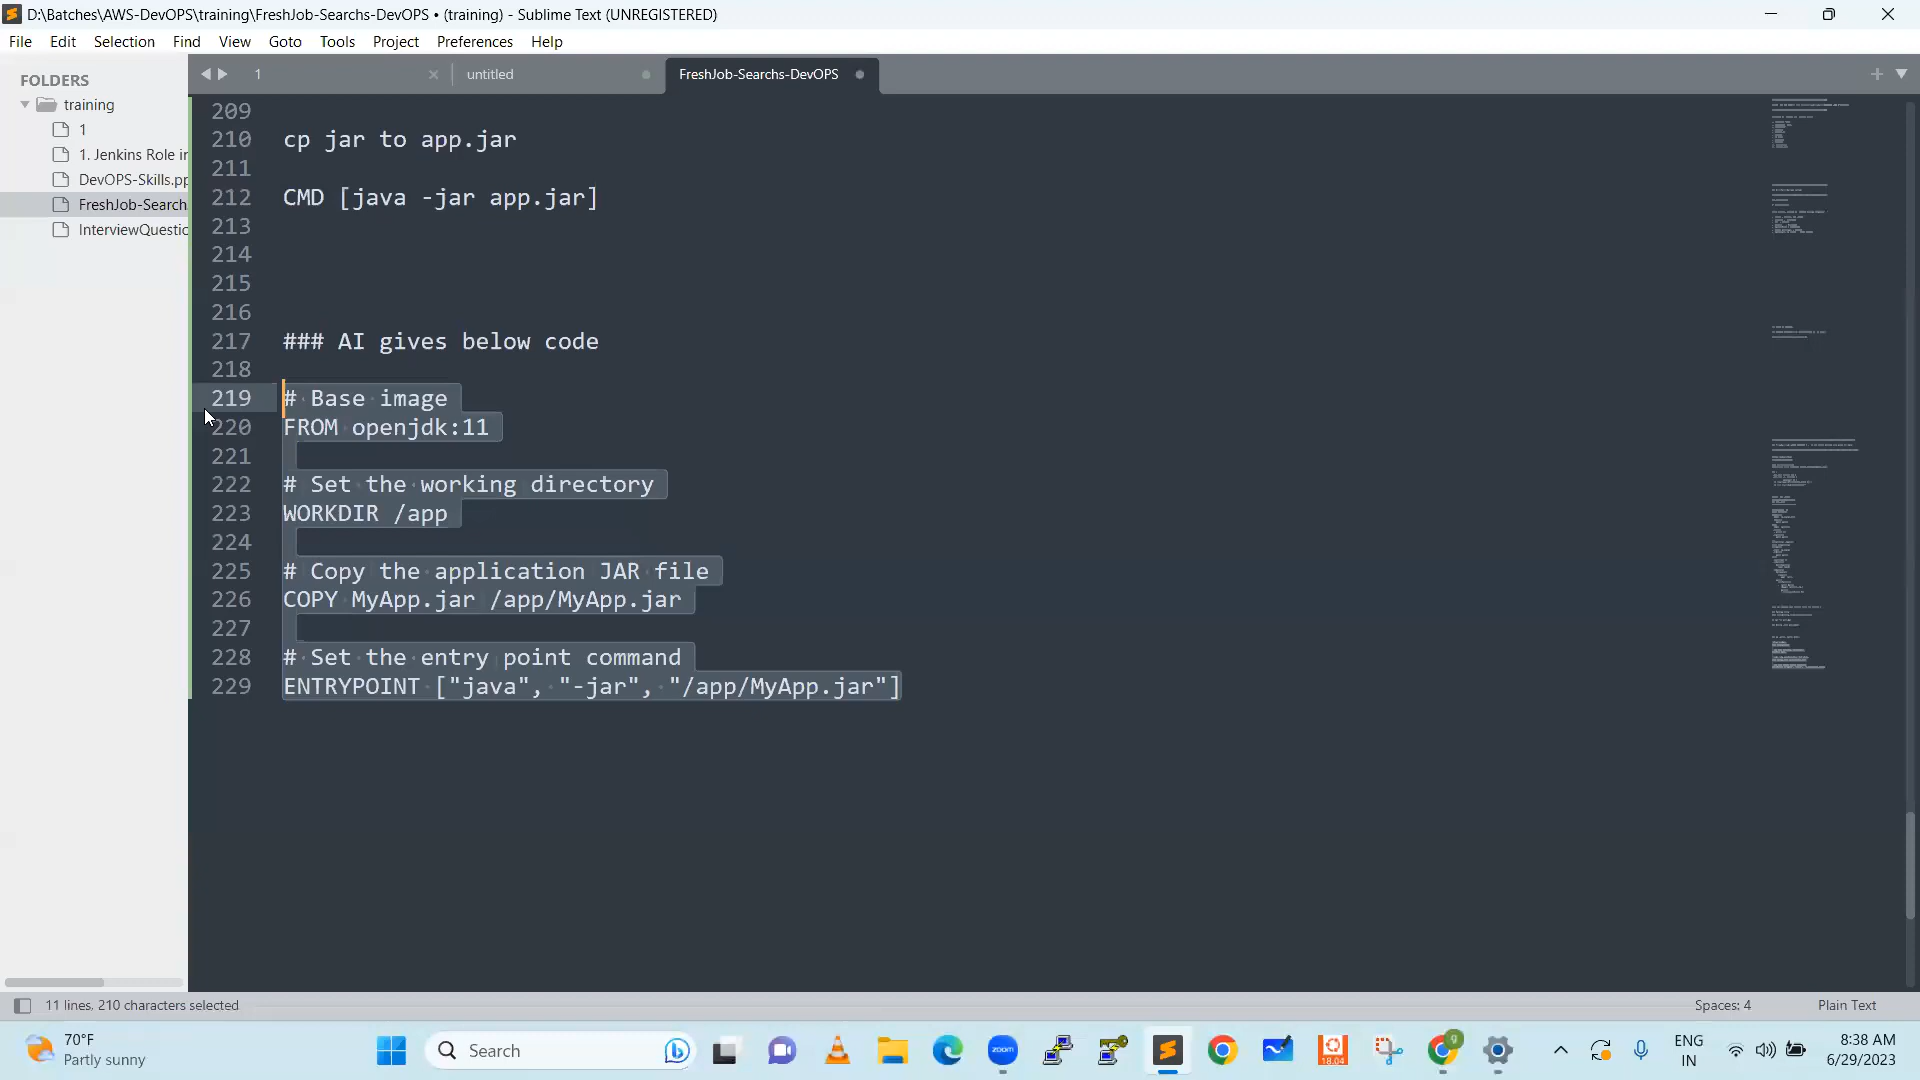 D:\Batches\AWS-DevOPS\training\FreshJob-Searchs-DevOPS • (training) - Sublime Text (UNREGISTERED)
File Edit Selection Find View Goto Tools Project Preferences Help
FOLDERS
training
1
1. Jenkins Role in
DevOPS-Skills.pp
FreshJob-Search
InterviewQuestic
1 untitled FreshJob-Searchs-DevOPS
209
210 cp jar to app.jar
211
212 CMD [java -jar app.jar]
213
214
215
216
217 ### AI gives below code
218
219 # Base image
220 FROM openjdk:11
221
222 # Set the working directory
223 WORKDIR /app
224
225 # Copy the application JAR file
226 COPY MyApp.jar /app/MyApp.jar
227
228 # Set the entry point command
229 ENTRYPOINT ["java", "-jar", "/app/MyApp.jar"]
11 lines, 210 characters selected Spaces: 4 Plain Text
70°F
Partly sunny
Search
zoom
18.04
9
ENG
IN
8:38 AM
6/29/2023